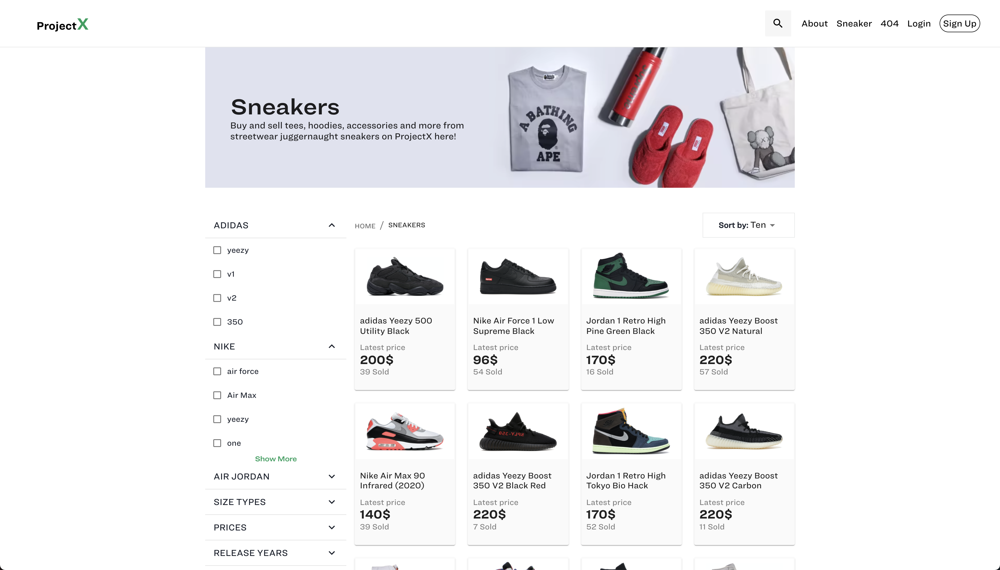 ProjectX
About Sneaker 404 Login Sign Up
Sneakers
Buy and sell tees, hoodies, accessories and more from
streetwear juggernaught sneakers on ProjectX here!
A BATHING
APE
Supreme
ADIDAS
yeezy
v1
v2
350
NIKE
air force
Air Max
yeezy
one
Show More
AIR JORDAN
SIZE TYPES
PRICES
RELEASE YEARS
HOME / SNEAKERS
Sort by: Ten
adidas Yeezy 500
Utility Black
Latest price
200$
39 Sold
Nike Air Force 1 Low
Supreme Black
Latest price
96$
54 Sold
Jordan 1 Retro High
Pine Green Black
Latest price
170$
16 Sold
adidas Yeezy Boost
350 V2 Natural
Latest price
220$
57 Sold
Nike Air Max 90
Infrared (2020)
Latest price
140$
39 Sold
SPLY-350
adidas Yeezy Boost
350 V2 Black Red
Latest price
220$
7 Sold
Jordan 1 Retro High
Tokyo Bio Hack
Latest price
170$
52 Sold
adidas Yeezy Boost
350 V2 Carbon
Latest price
220$
11 Sold